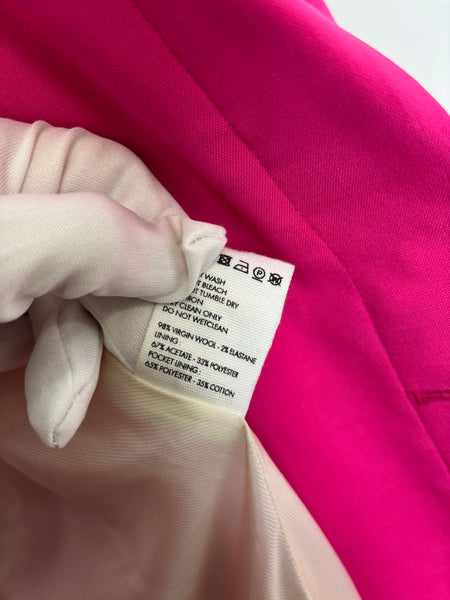 WASH
BLEACH
TUMBLE DRY
IRON
CLEAN ONLY
DO NOT WETCLEAN
98% VIRGIN WOOL - 2% ELASTANE
LINING :
67% ACETATE - 33% POLYESTER
POCKET LINING :
65% POLYESTER - 35% COTTON